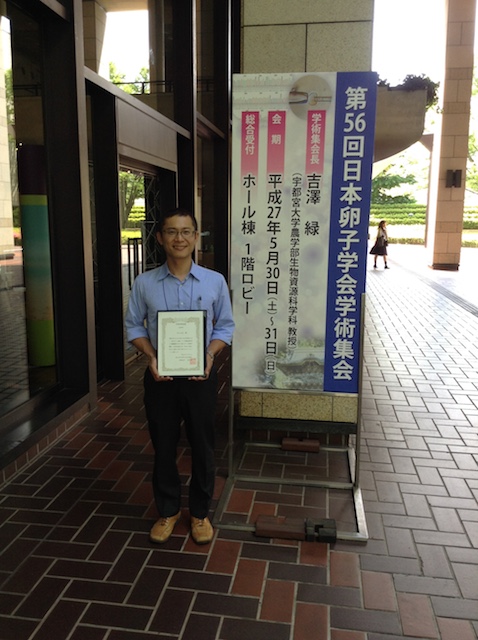 第56回日本卵子学会学術集会
学術集会長
吉澤 緑
(宇都宮大学農学部生物資源科学科 教授)
会期
平成27年5月30日(土)~31日(日)
総合受付
ホール棟 1階ロビー